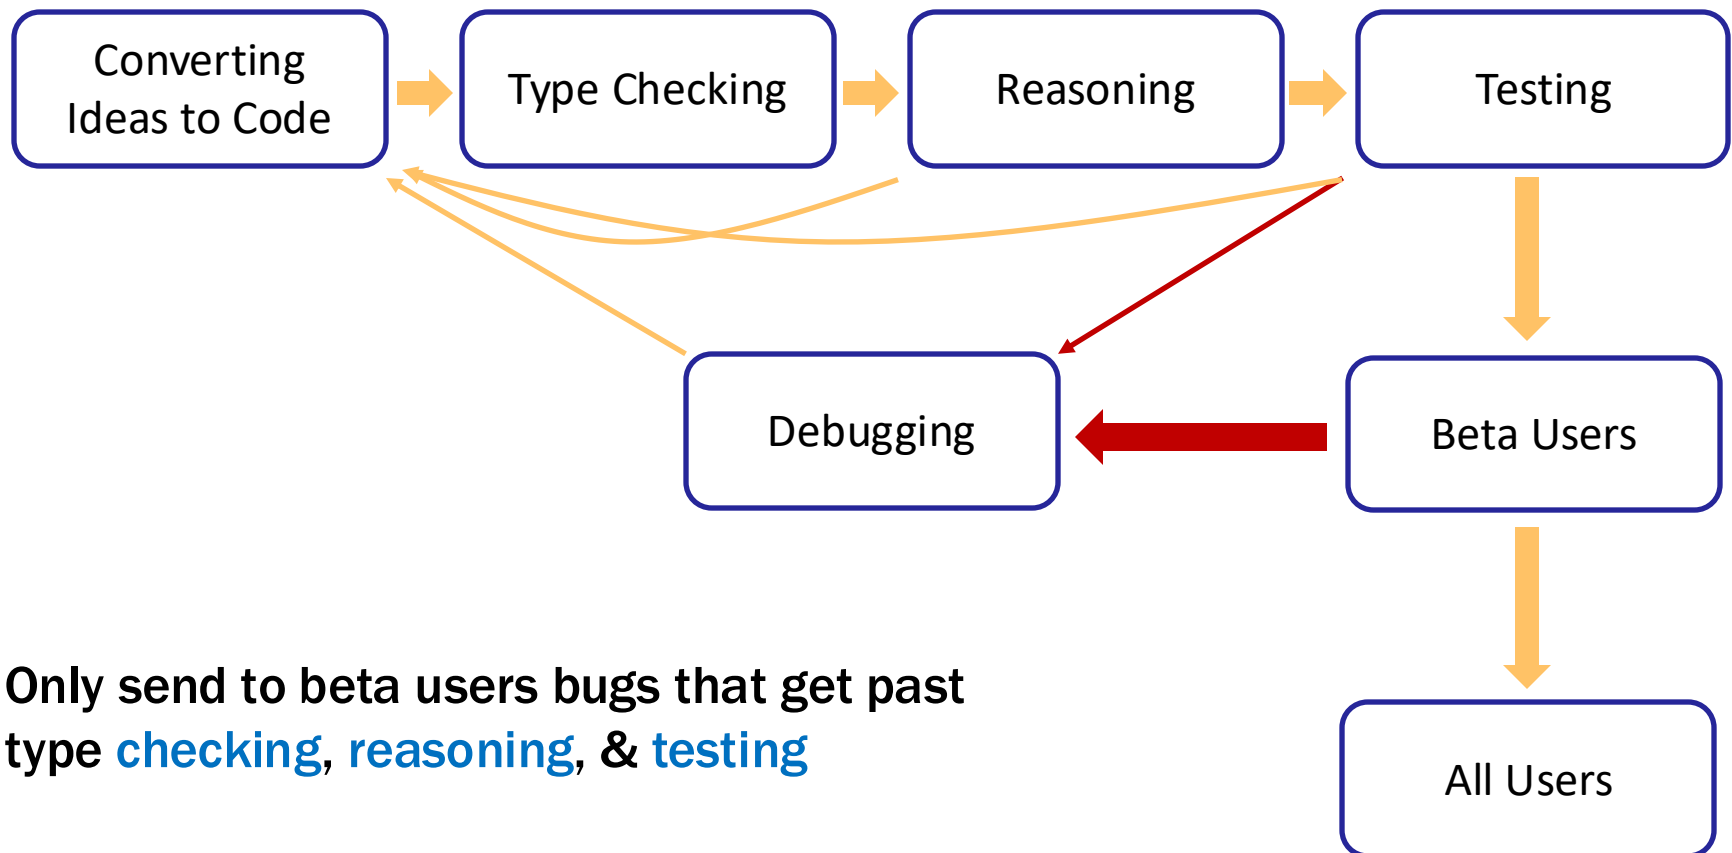 Converting
Ideas to Code
Type Checking
Reasoning
Testing
Debugging
Beta Users
Only send to beta users bugs that get past
type checking, reasoning, & testing
All Users